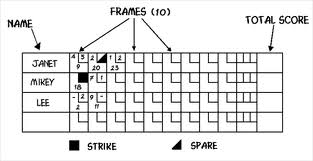 FRAMES (10)
NAME
TOTAL SCORE
JANET 4 5 2 1 2
9 20 23
MIKEY 7 1
18
LEE - 2 9 -
2 11
STRIKE SPARE